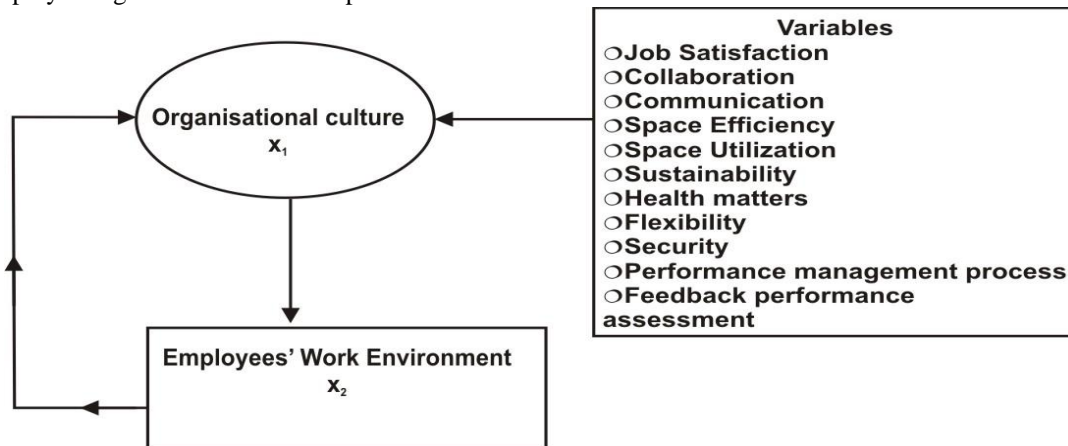 Organisational culture
x₁
Employees’ Work Environment
x₂
Variables
❍Job Satisfaction
❍Collaboration
❍Communication
❍Space Efficiency
❍Space Utilization
❍Sustainability
❍Health matters
❍Flexibility
❍Security
❍Performance management process
❍Feedback performance
assessment